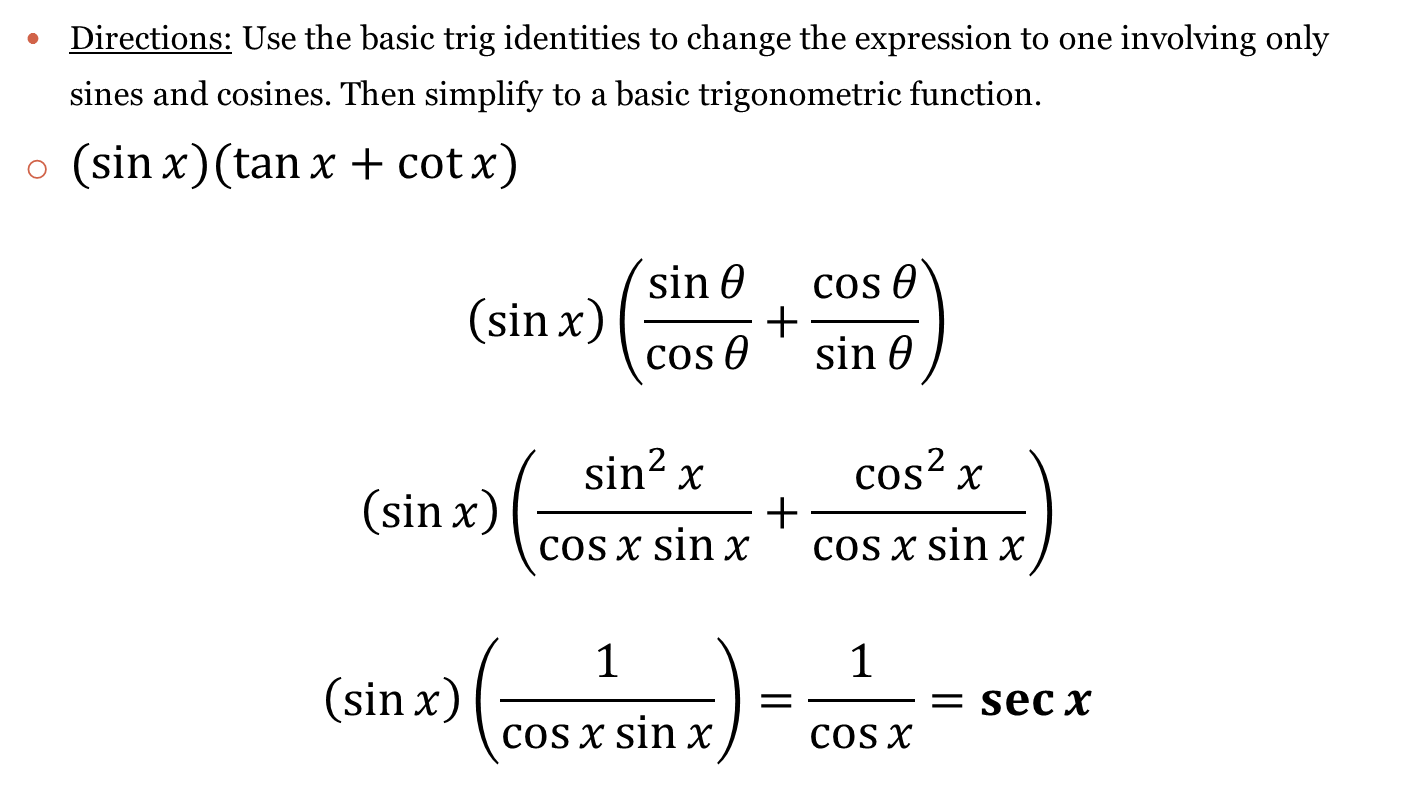 • Directions: Use the basic trig identities to change the expression to one involving only
sines and cosines. Then simplify to a basic trigonometric function.
○ (sin x)(tan x + cot x)
(sin x)(sin θ/cos θ + cos θ/sin θ)
(sin x)(sin² x/cos x sin x + cos² x/cos x sin x)
(sin x)(1/cos x sin x) = 1/cos x = sec x